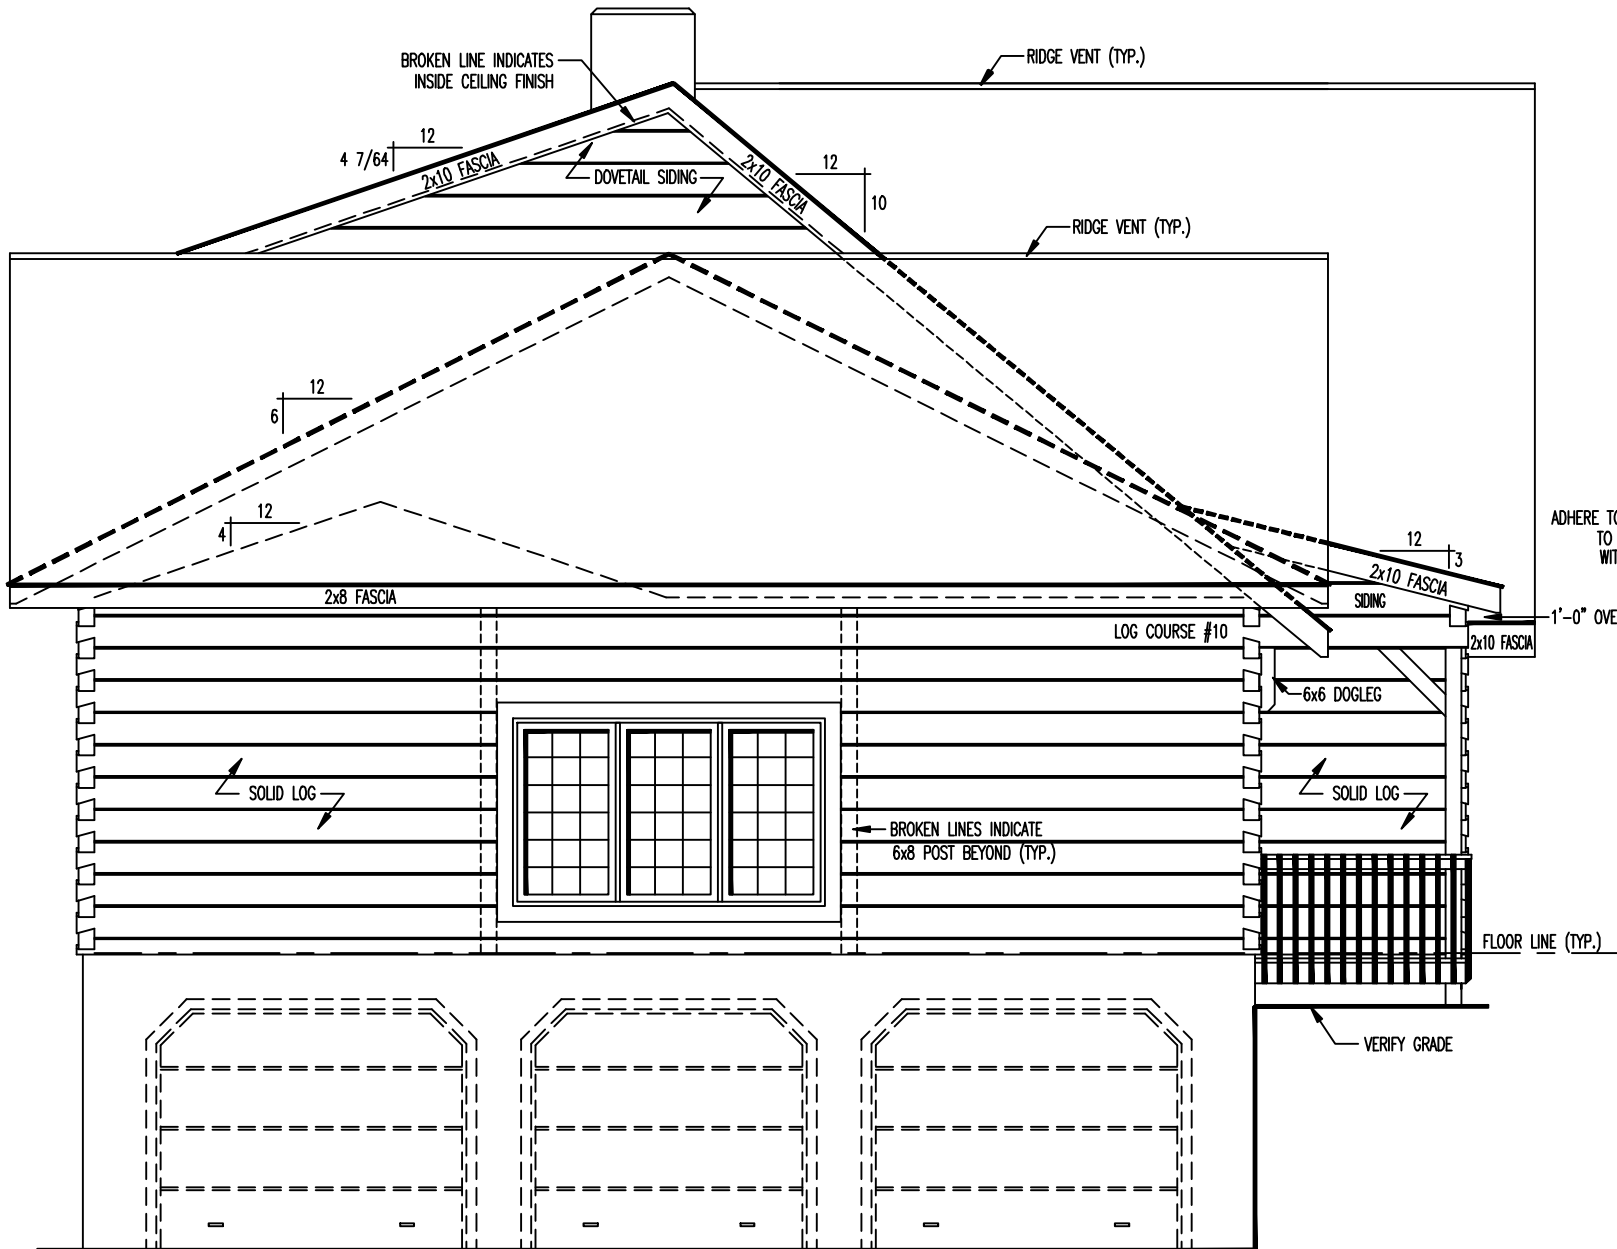 RIDGE VENT (TYP.)
BROKEN LINE INDICATES
INSIDE CEILING FINISH
12
4 7/64
2x10 FASCIA
DOVETAIL SIDING
2x10 FASCIA
12
10
RIDGE VENT (TYP.)
12
6
12
4
ADHERE TO
TO
WIT
12
3
2x10 FASCIA
2x8 FASCIA
SIDING
1'-0" OVE
LOG COURSE #10
2x10 FASCIA
6x6 DOGLEG
SOLID LOG
SOLID LOG
BROKEN LINES INDICATE
6x8 POST BEYOND (TYP.)
FLOOR LINE (TYP.)
VERIFY GRADE